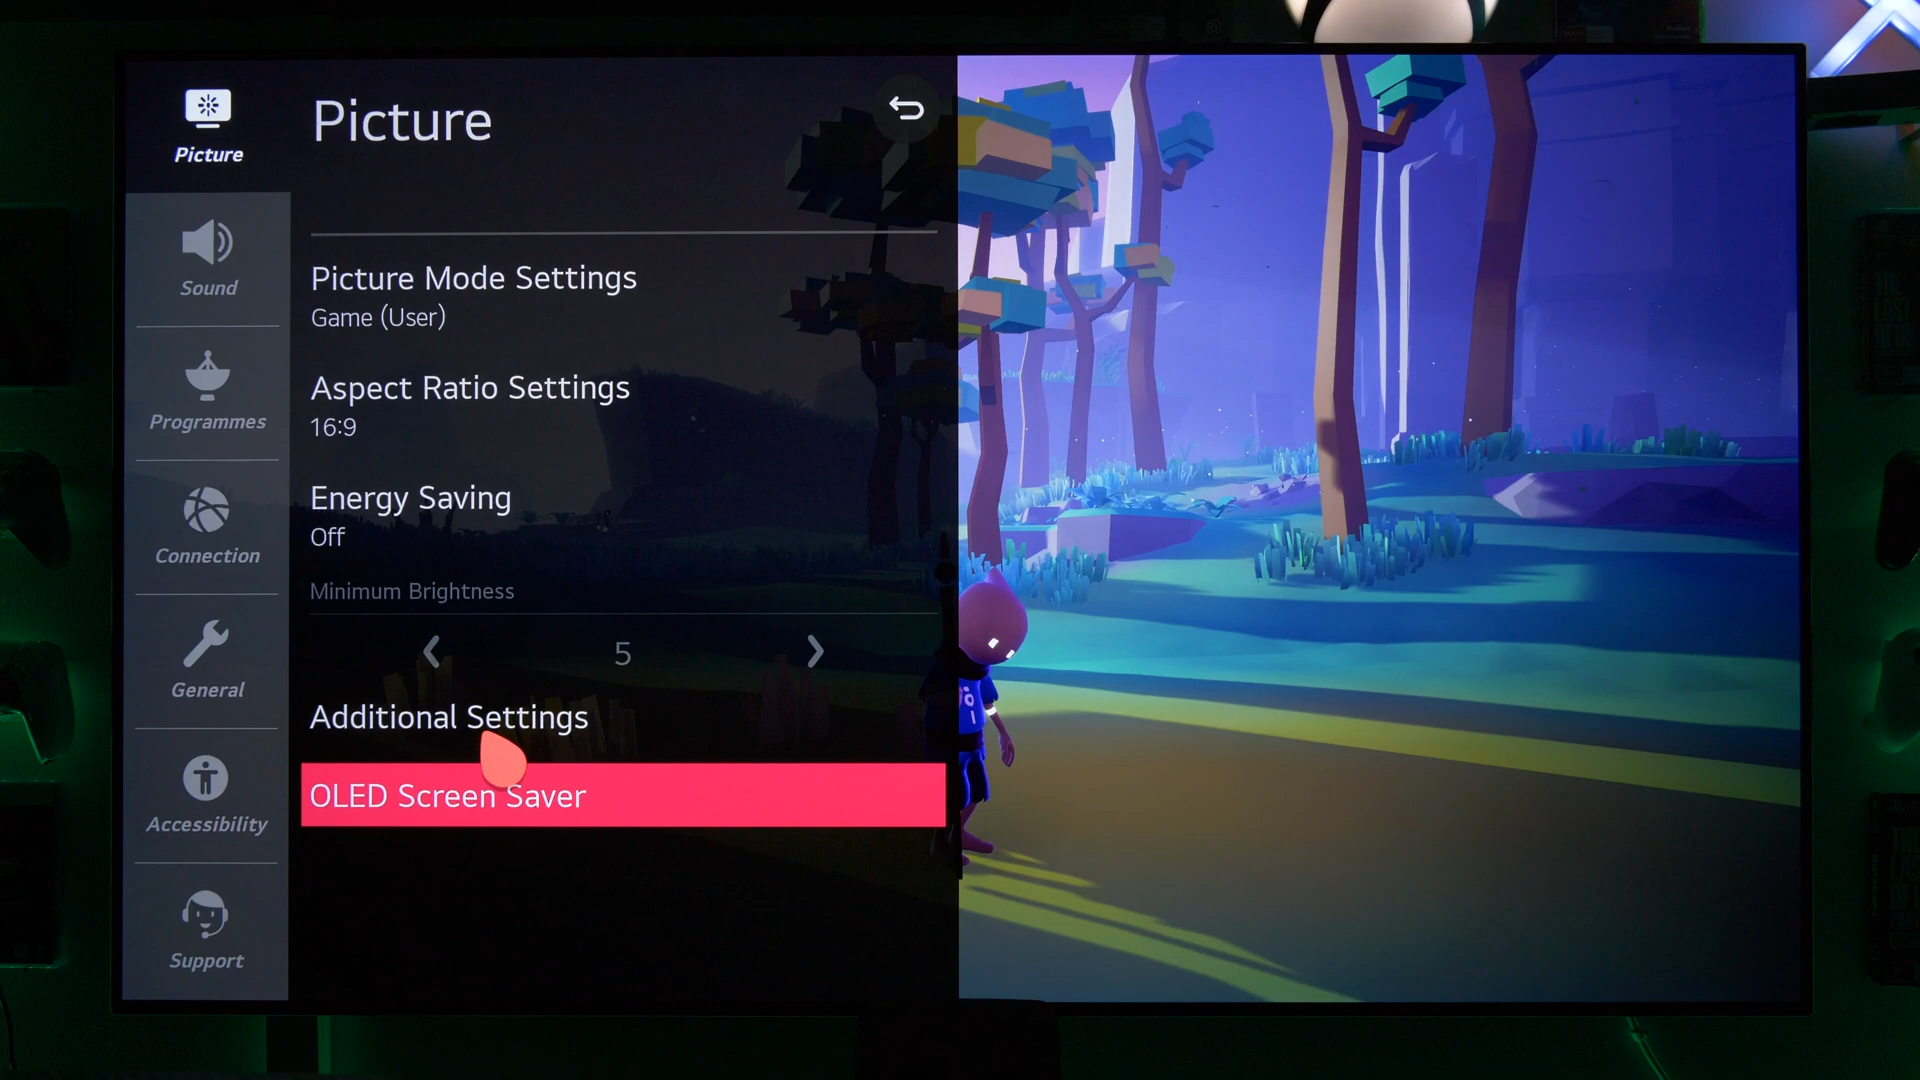 Picture
Sound
Programmes
Connection
General
Accessibility
Support
Picture
Picture Mode Settings
Game (User)
Aspect Ratio Settings
16:9
Energy Saving
Off
Minimum Brightness
5
Additional Settings
OLED Screen Saver